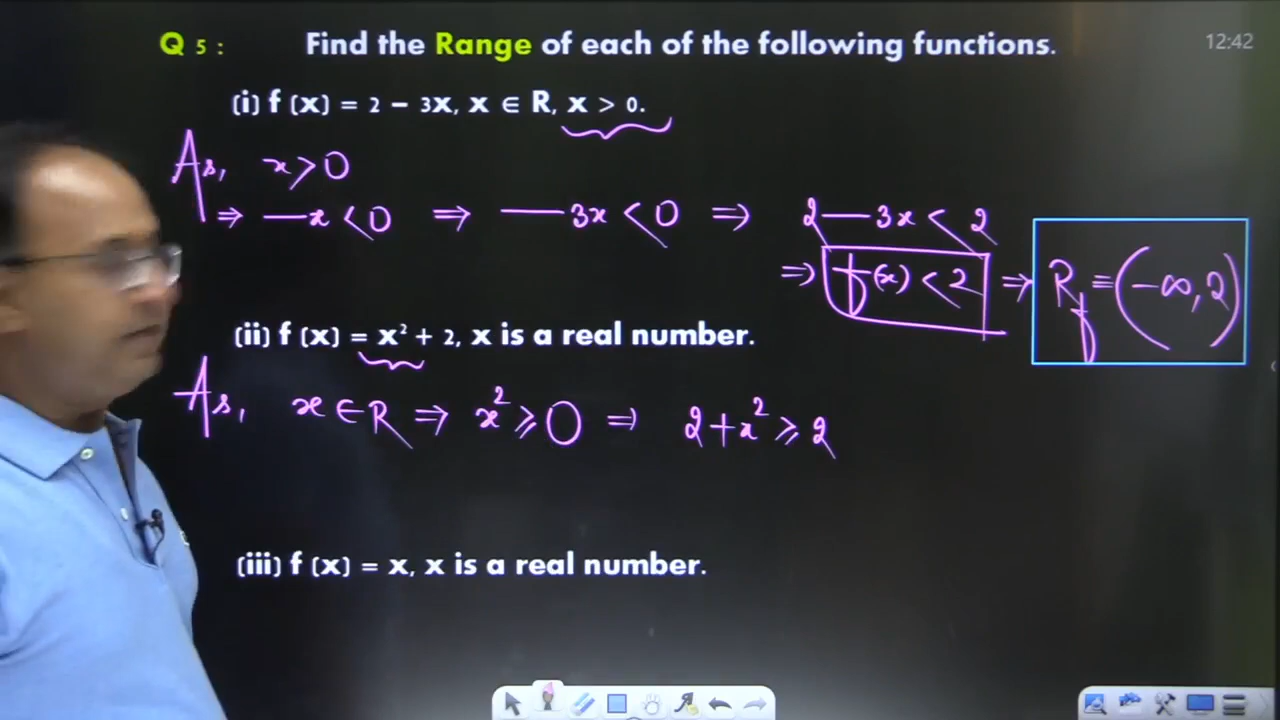 Q 5 : Find the Range of each of the following functions.
12:42
(i) f (x) = 2 – 3x, x ∈ R, x > 0.
As, x > 0
⇒ —x < 0 ⇒ —3x < 0 ⇒ 2—3x < 2
⇒ f(x) < 2 ⇒ Rf = (-∞, 2)
(ii) f (x) = x² + 2, x is a real number.
As, x ∈ R ⇒ x² ≥ 0 ⇒ 2+x² ≥ 2
(iii) f (x) = x, x is a real number.